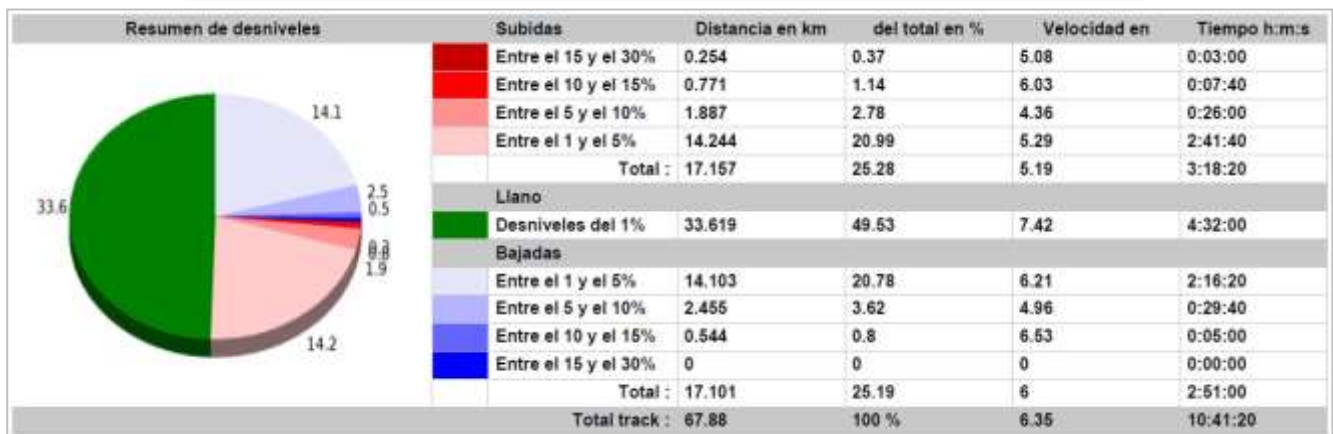 Resumen de desniveles Subidas Distancia en km del total en % Velocidad en Tiempo h:m:s
Entre el 15 y el 30% 0.254 0.37 5.08 0:03:00
Entre el 10 y el 15% 0.771 1.14 6.03 0:07:40
Entre el 5 y el 10% 1.887 2.78 4.36 0:26:00
Entre el 1 y el 5% 14.244 20.99 5.29 2:41:40
Total : 17.157 25.28 5.19 3:18:20
Llano
Desniveles del 1% 33.619 49.53 7.42 4:32:00
Bajadas
Entre el 1 y el 5% 14.103 20.78 6.21 2:16:20
Entre el 5 y el 10% 2.455 3.62 4.96 0:29:40
Entre el 10 y el 15% 0.544 0.8 6.53 0:05:00
Entre el 15 y el 30% 0 0 0 0:00:00
Total : 17.101 25.19 6 2:51:00
Total track : 67.88 100 % 6.35 10:41:20
14.1
2.5
0.5
33.6
1.9
14.2